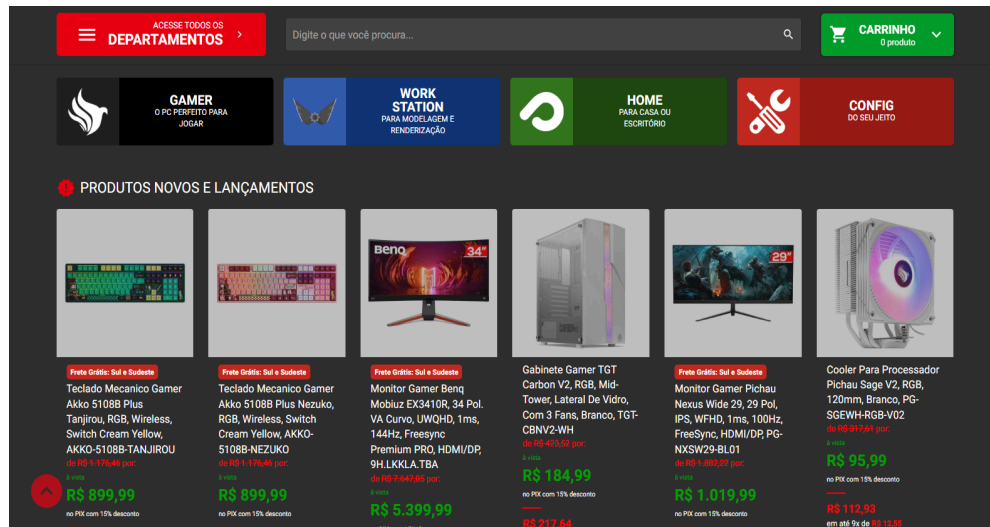 ACESSE TODOS OS
DEPARTAMENTOS
Digite o que você procura...
CARRINHO
0 produto
GAMER
O PC PERFEITO PARA
JOGAR
WORK
STATION
PARA MODELAGEM E
RENDERIZAÇÃO
HOME
PARA CASA OU
ESCRITÓRIO
CONFIG
DO SEU JEITO
PRODUTOS NOVOS E LANÇAMENTOS
Frete Grátis: Sul e Sudeste
Teclado Mecanico Gamer
Akko 5108B Plus
Tanjirou, RGB, Wireless,
Switch Cream Yellow,
AKKO-5108B-TANJIROU
de R$ 1.176,46 por:
à vista
R$ 899,99
no PIX com 15% desconto
Frete Grátis: Sul e Sudeste
Teclado Mecanico Gamer
Akko 5108B Plus Nezuko,
RGB, Wireless, Switch
Cream Yellow, AKKO-
5108B-NEZUKO
de R$ 1.176,46 por:
à vista
R$ 899,99
no PIX com 15% desconto
BenQ
34"
Frete Grátis: Sul e Sudeste
Monitor Gamer Benq
Mobiuz EX3410R, 34 Pol.
VA Curvo, UWQHD, 1ms,
144Hz, Freesync
Premium PRO, HDMI/DP,
9H.LKKLA.TBA
de R$ 7.647,05 por:
à vista
R$ 5.399,99
Gabinete Gamer TGT
Carbon V2, RGB, Mid-
Tower, Lateral De Vidro,
Com 3 Fans, Branco, TGT-
CBNV2-WH
de R$ 423,52 por:
à vista
R$ 184,99
no PIX com 15% desconto
R$ 217,64
29"
Frete Grátis: Sul e Sudeste
Monitor Gamer Pichau
Nexus Wide 29, 29 Pol,
IPS, WFHD, 1ms, 100Hz,
FreeSync, HDMI/DP, PG-
NXSW29-BL01
de R$ 1.882,22 por:
à vista
R$ 1.019,99
no PIX com 15% desconto
Cooler Para Processador
Pichau Sage V2, RGB,
120mm, Branco, PG-
SGEWH-RGB-V02
de R$ 317,61 por:
à vista
R$ 95,99
no PIX com 15% desconto
R$ 112,93
em até 9x de R$ 12,55